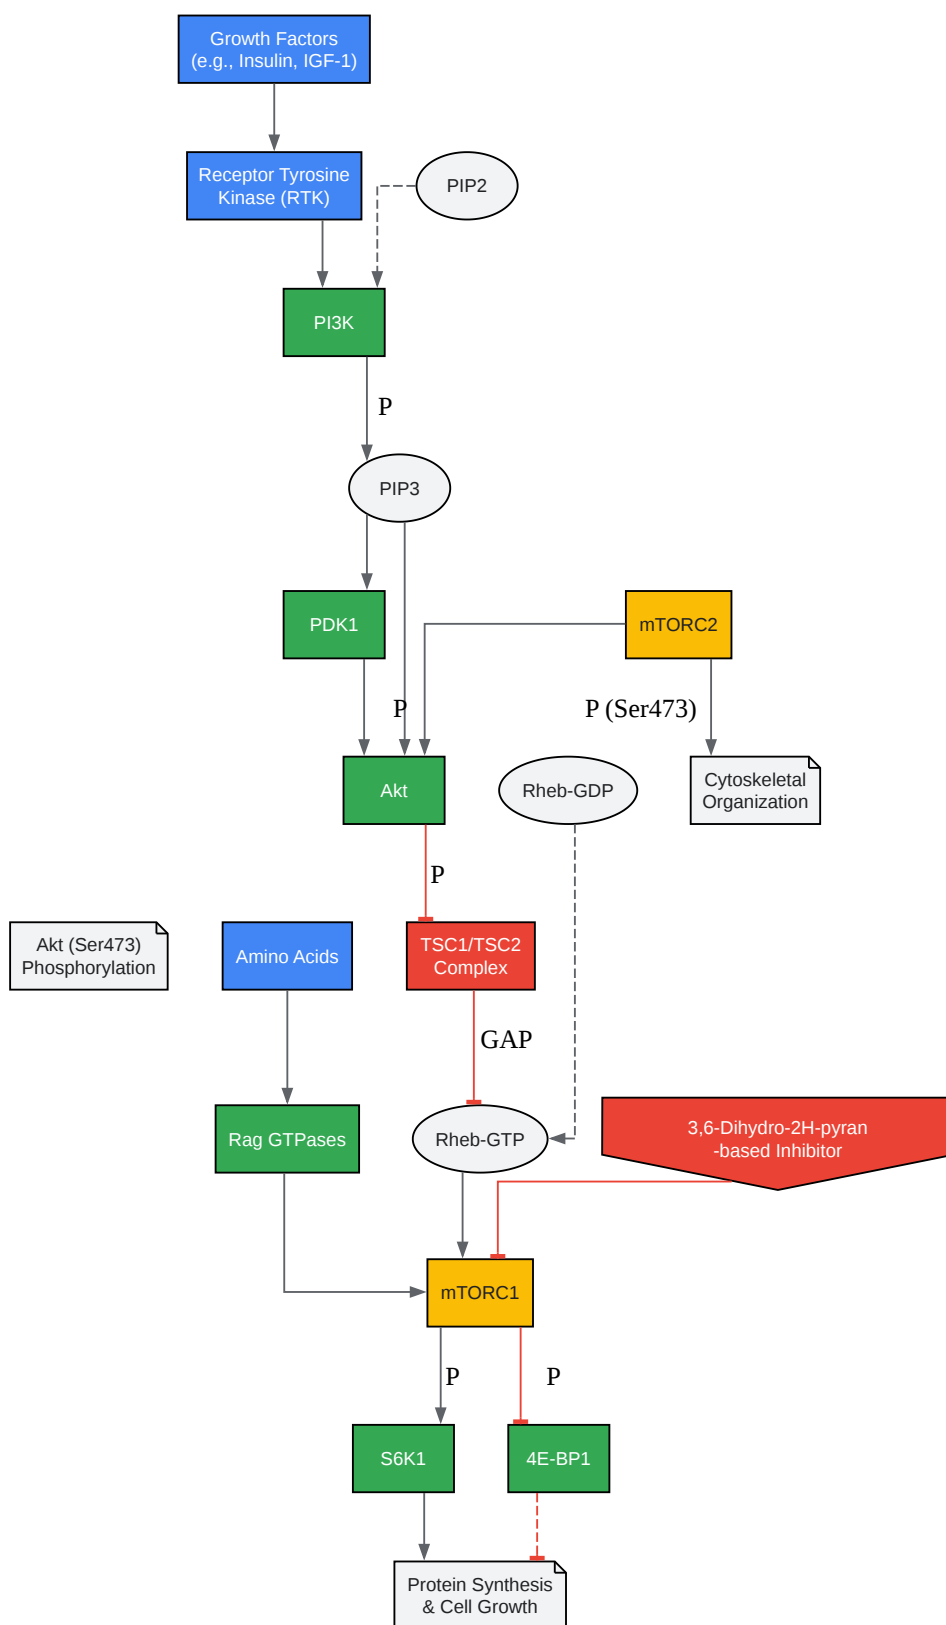 Growth Factors
(e.g., Insulin, IGF-1)
Receptor Tyrosine
Kinase (RTK)
PIP2
PI3K
P
PIP3
PDK1
mTORC2
P
P (Ser473)
Akt
Rheb-GDP
Cytoskeletal
Organization
P
Akt (Ser473)
Phosphorylation
Amino Acids
TSC1/TSC2
Complex
GAP
Rag GTPases
Rheb-GTP
3,6-Dihydro-2H-pyran
-based Inhibitor
mTORC1
P
P
S6K1
4E-BP1
Protein Synthesis
& Cell Growth